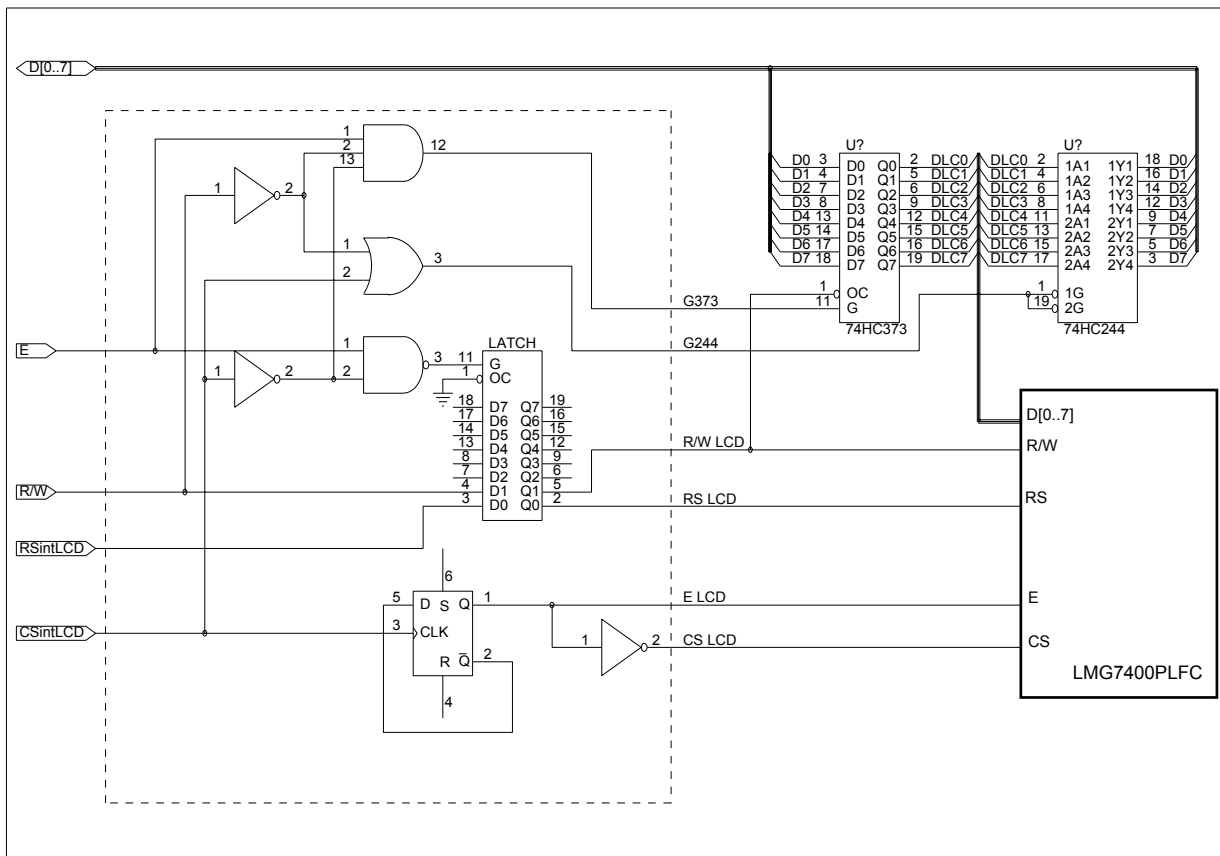 D[0..7]
1
2
13
12
1 2
1
2
3
E
1 2
1
2
3
R/W
RSintLCD
CSintLCD
LATCH
11 G
1 OC
18 D7 Q7 19
17 D6 Q6 16
14 D5 Q5 15
13 D4 Q4 12
8 D3 Q3 9
7 D2 Q2 6
4 D1 Q1 5
3 D0 Q0 2
6
5 D S Q 1
3 CLK
R Q 2
4
1 2
G373
G244
R/W LCD
RS LCD
E LCD
CS LCD
U?
D0 3 D0 Q0 2 DLC0
D1 4 D1 Q1 5 DLC1
D2 7 D2 Q2 6 DLC2
D3 8 D3 Q3 9 DLC3
D4 13 D4 Q4 12 DLC4
D5 14 D5 Q5 15 DLC5
D6 17 D6 Q6 16 DLC6
D7 18 D7 Q7 19 DLC7
1 OC
11 G
74HC373
U?
DLC0 2 1A1 1Y1 18 D0
DLC1 4 1A2 1Y2 16 D1
DLC2 6 1A3 1Y3 14 D2
DLC3 8 1A4 1Y4 12 D3
DLC4 11 2A1 2Y1 9 D4
DLC5 13 2A2 2Y2 7 D5
DLC6 15 2A3 2Y3 5 D6
DLC7 17 2A4 2Y4 3 D7
1 1G
19 2G
74HC244
D[0..7]
R/W
RS
E
CS
LMG7400PLFC